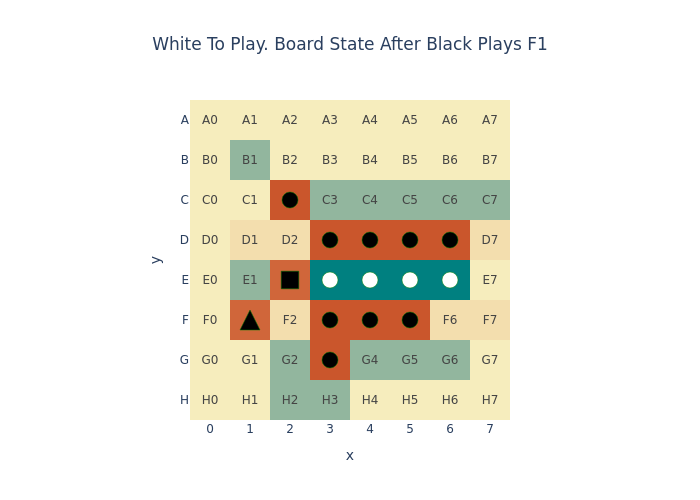 White To Play. Board State After Black Plays F1
A A0 A1 A2 A3 A4 A5 A6 A7
B B0 B1 B2 B3 B4 B5 B6 B7
C C0 C1 C3 C4 C5 C6 C7
D D0 D1 D2 D7
E E0 E1 E7
F F0 F2 F6 F7
G G0 G1 G2 G4 G5 G6 G7
H H0 H1 H2 H3 H4 H5 H6 H7
0 1 2 3 4 5 6 7
x
y